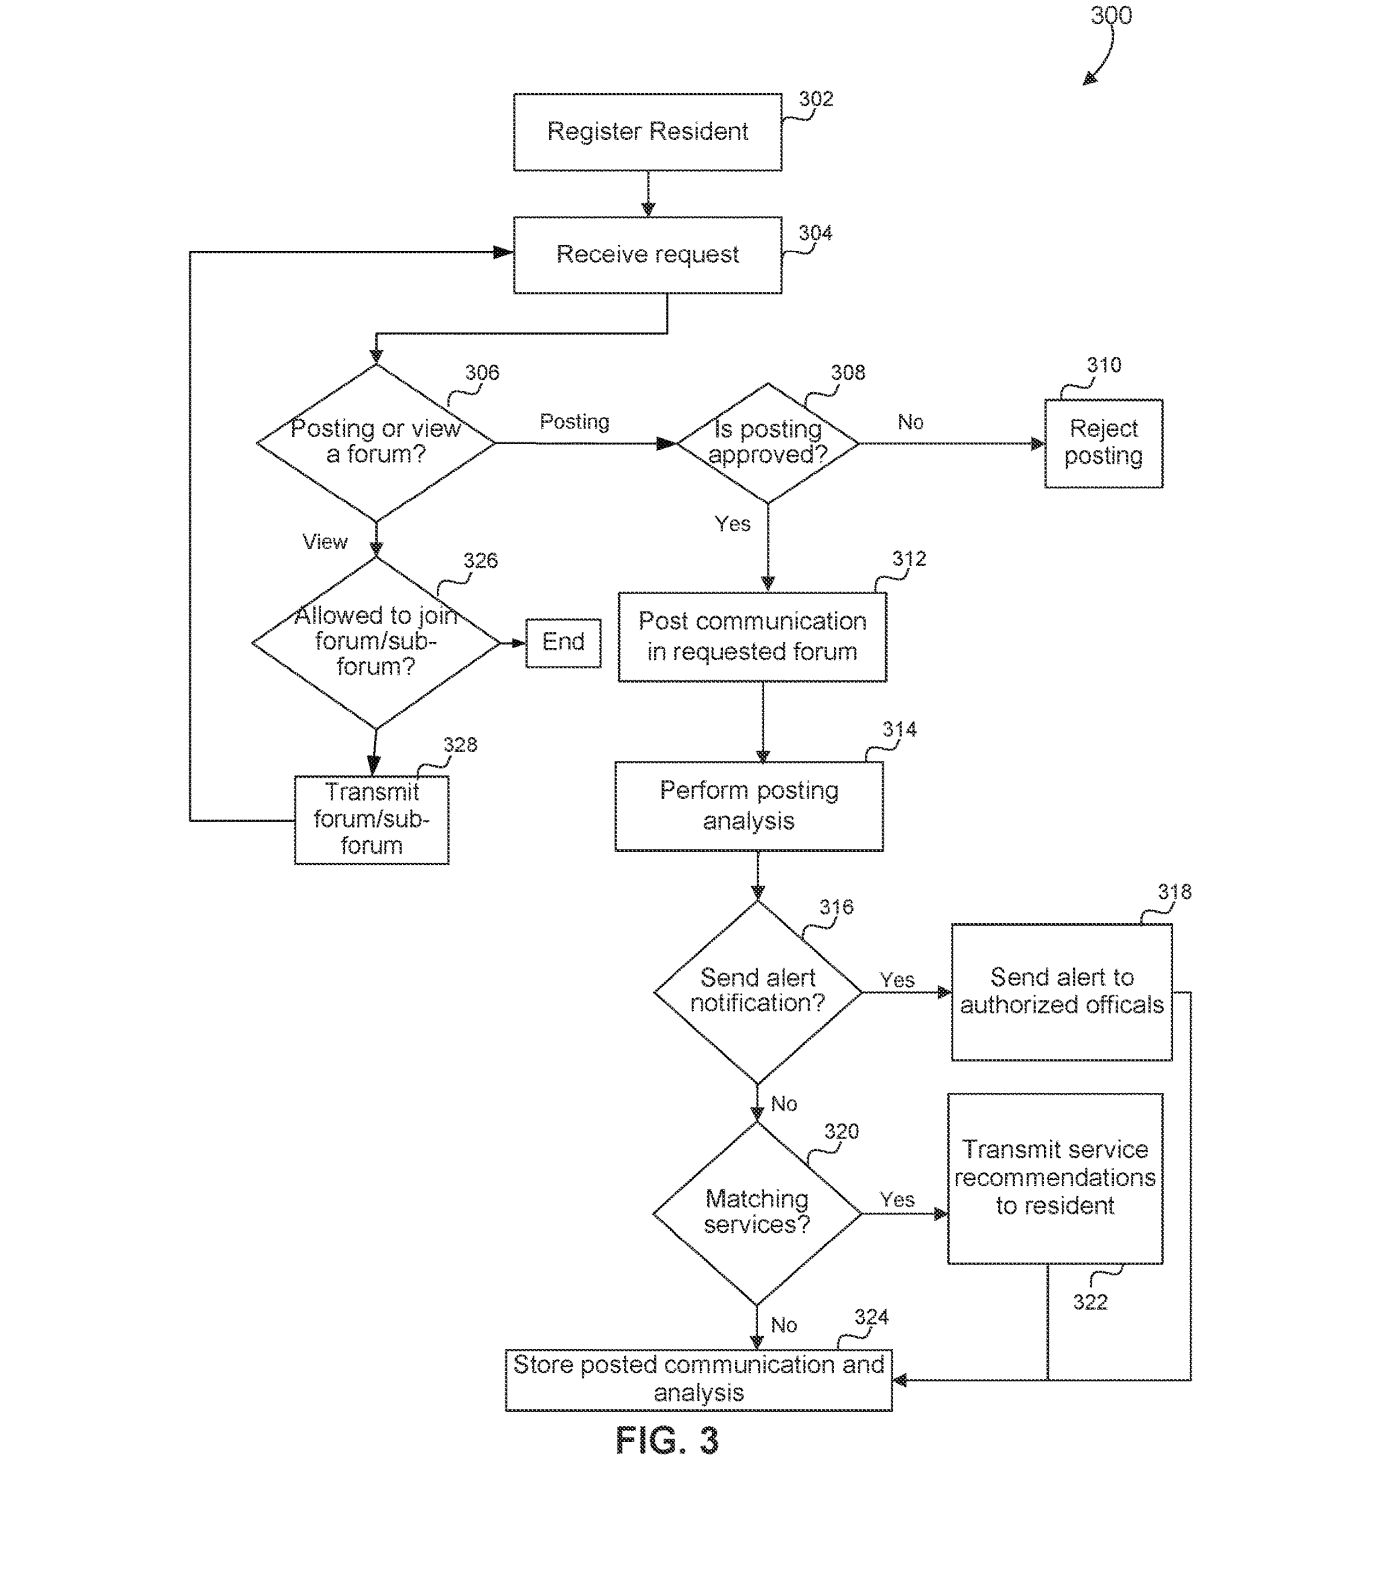 300
302
Register Resident
304
Receive request
306
Posting or view
a forum?
Posting
308
Is posting
approved?
No
310
Reject
posting
View
Yes
326
Allowed to join
forum/sub-
forum?
End
312
Post communication
in requested forum
328
Transmit
forum/sub-
forum
314
Perform posting
analysis
316
Send alert
notification?
Yes
318
Send alert to
authorized officals
No
320
Matching
services?
Yes
Transmit service
recommendations
to resident
322
No
324
Store posted communication and
analysis
FIG. 3